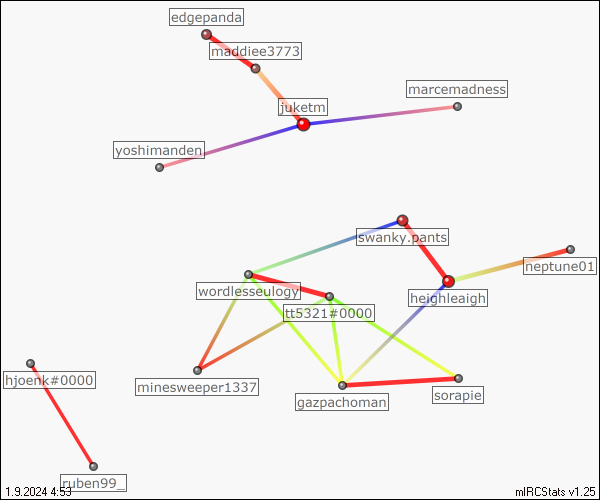 edgepanda
maddiee3773
marcemadness
juketm
yoshimanden
swanky.pants
neptune01
wordlesseulogy
heighleaigh
tt5321#0000
hjoenk#0000
minesweeper1337
sorapie
gazpachoman
ruben99_
1.9.2024 4:53
mIRCStats v1.25